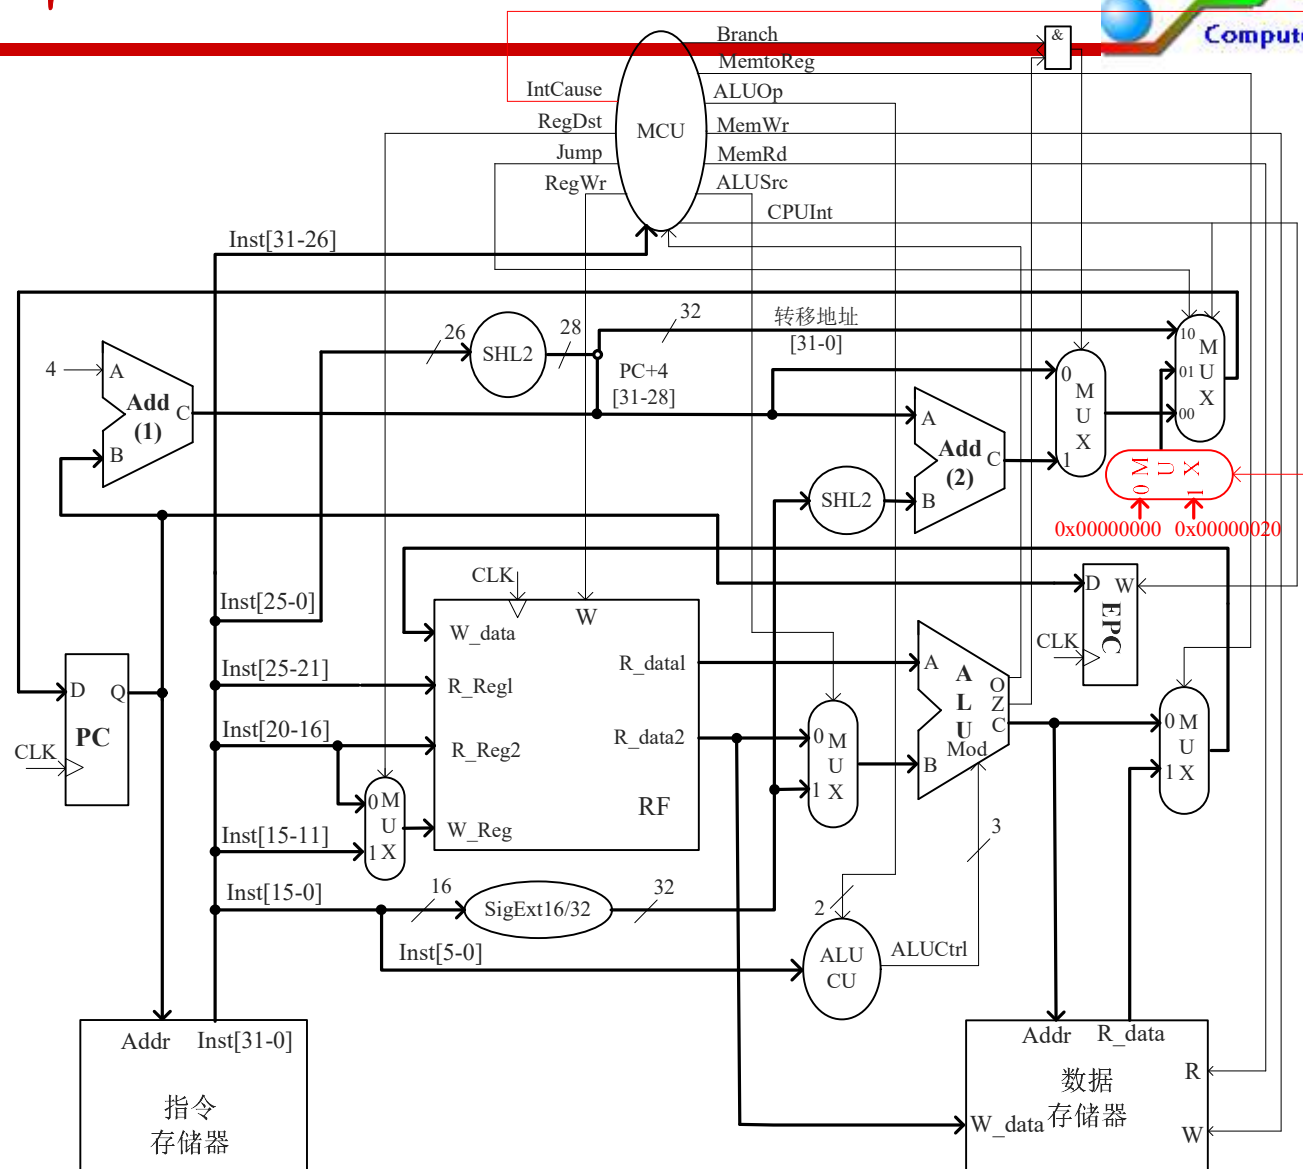 Branch
&
Comput
MemtoReg
IntCause
ALUOp
RegDst
MCU
MemWr
Jump
MemRd
RegWr
ALUSrc
CPUInt
Inst[31-26]
32
转移地址
[31-0]
26
SHL2
28
PC+4
[31-28]
10
01
00
M
U
X
4
A
Add
(1)
C
B
0
M
U
X
1
A
Add
(2)
C
B
SHL2
0 M
U
1 X
0x00000000 0x00000020
CLK
W
D W
EPC
CLK
Inst[25-0]
W_data
Inst[25-21]
R_Reg1
R_data1
A
A
L
U
O
Z
C
Mod
B
D Q
PC
CLK
Inst[20-16]
R_Reg2
R_data2
0 M
U
1 X
0 M
U
1 X
0 M
U
1 X
RF
W_Reg
Inst[15-11]
3
Inst[15-0]
16
SigExt16/32
32
2
Inst[5-0]
ALU
CU
ALUCtrl
Addr Inst[31-0]
指令
存储器
Addr R_data
数据
存储器
R
W_data
W